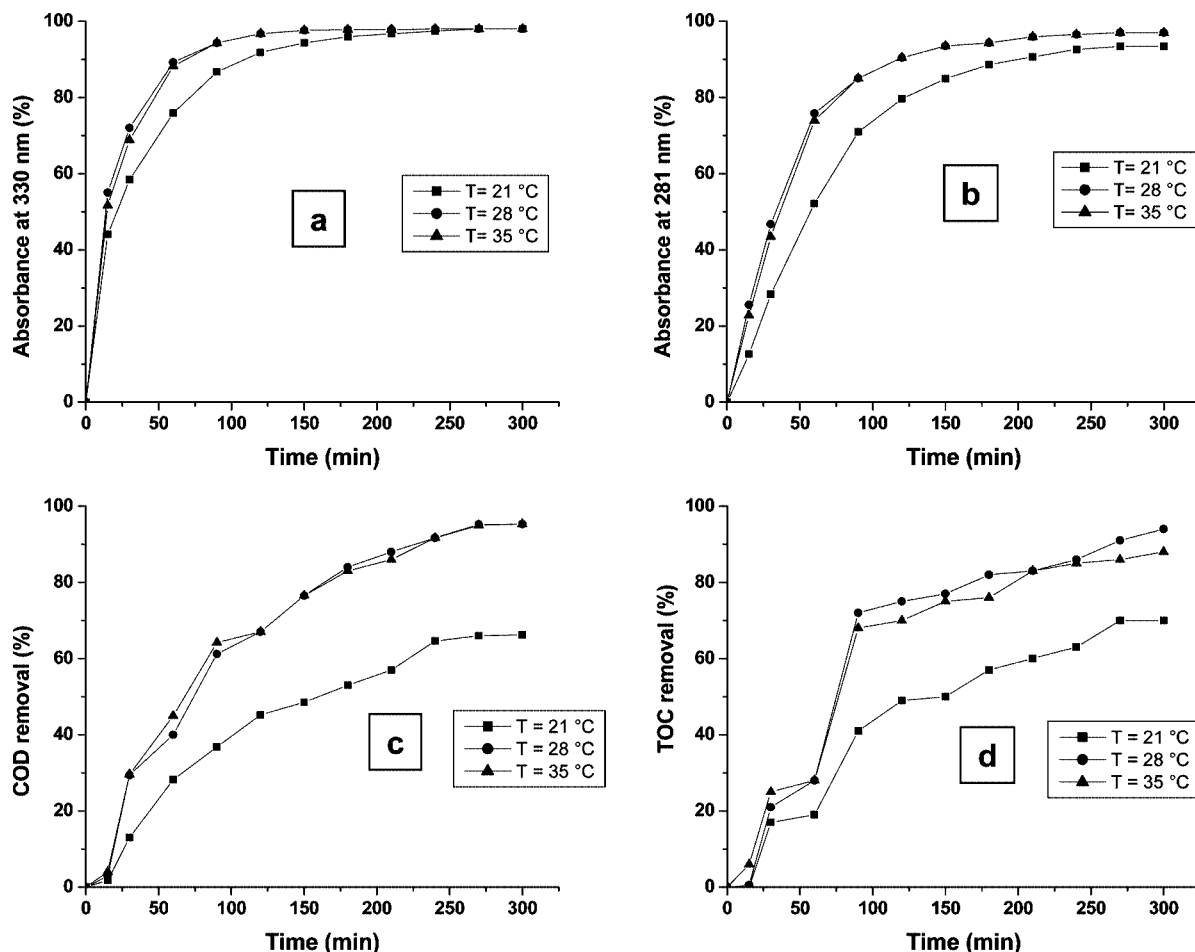 100
80
60
40
20
0
Absorbance at 330 nm (%)
a
T= 21 °C
T= 28 °C
T= 35 °C
0 50 100 150 200 250 300
Time (min)
100
80
60
40
20
0
Absorbance at 281 nm (%)
b
T= 21 °C
T= 28 °C
T= 35 °C
0 50 100 150 200 250 300
Time (min)
100
80
60
40
20
0
COD removal (%)
c
T = 21 °C
T = 28 °C
T = 35 °C
0 50 100 150 200 250 300
Time (min)
100
80
60
40
20
0
TOC removal (%)
d
T = 21 °C
T = 28 °C
T = 35 °C
0 50 100 150 200 250 300
Time (min)